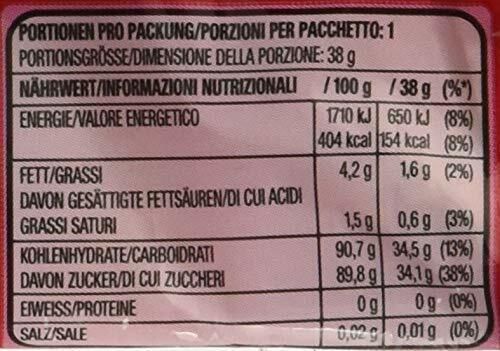 PORTIONEN PRO PACKUNG/PORZIONI PER PACCHETTO: 1
PORTIONSGRÖSSE/DIMENSIONE DELLA PORZIONE: 38 g
NÄHRWERT/INFORMAZIONI NUTRIZIONALI / 100 g / 38 g (%*)
ENERGIE/VALORE ENERGETICO 1710 kJ 650 kJ (8%)
404 kcal 154 kcal (8%)
FETT/GRASSI 4,2 g 1,6 g (2%)
DAVON GESÄTTIGTE FETTSÄUREN/DI CUI ACIDI
GRASSI SATURI 1,5 g 0,6 g (3%)
KOHLENHYDRATE/CARBOIDRATI 90,7 g 34,5 g (13%)
DAVON ZUCKER/DI CUI ZUCCHERI 89,8 g 34,1 g (38%)
EIWEISS/PROTEINE 0 g 0 g (0%)
SALZ/SALE 0,02 g 0,01 g (0%)